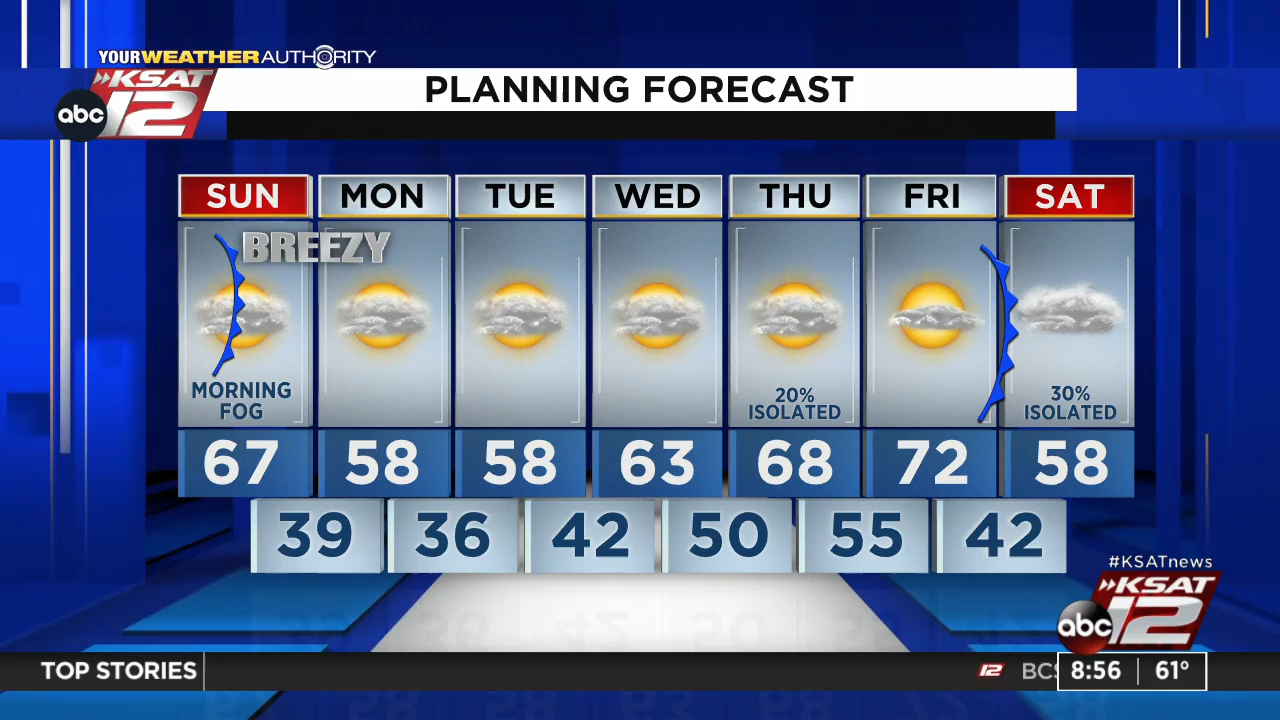 YOURWEATHERAUTHORITY
KSAT
abc 12
PLANNING FORECAST
SUN MON TUE WED THU FRI SAT
BREEZY
MORNING
FOG
20%
ISOLATED
30%
ISOLATED
67 58 58 63 68 72 58
39 36 42 50 55 42
#KSATnews
KSAT
abc 12
TOP STORIES
12 BCS
8:56 61°